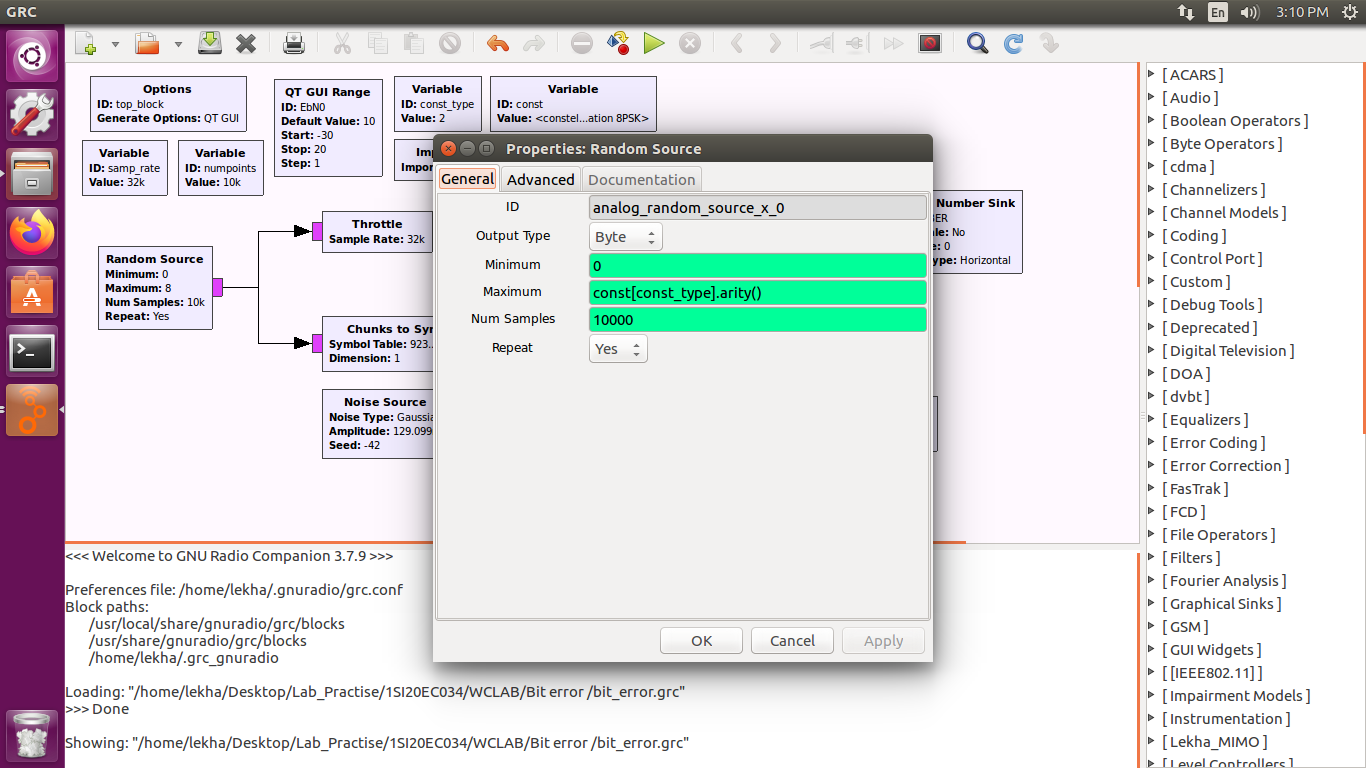 GRC
En
3:10 PM
Options
ID: top_block
Generate Options: QT GUI
QT GUI Range
ID: EbN0
Default Value: 10
Start: -30
Stop: 20
Step: 1
Variable
ID: const_type
Value: 2
Variable
ID: const
Value: <constel...ation 8PSK>
Variable
ID: samp_rate
Value: 32k
Variable
ID: numpoints
Value: 10k
Throttle
Sample Rate: 32k
Random Source
Minimum: 0
Maximum: 8
Num Samples: 10k
Repeat: Yes
Chunks to Sy
Symbol Table: 923..
Dimension: 1
Noise Source
Noise Type: Gaussia
Amplitude: 129.099
Seed: -42
Number Sink
BER
ale: No
e: 0
ype: Horizontal
Properties: Random Source
General
Advanced
Documentation
ID
analog_random_source_x_0
Output Type
Byte
Minimum
0
Maximum
const[const_type].arity()
Num Samples
10000
Repeat
Yes
OK
Cancel
Apply
<<< Welcome to GNU Radio Companion 3.7.9 >>>
Preferences file: /home/lekha/.gnuradio/grc.conf
Block paths:
/usr/local/share/gnuradio/grc/blocks
/usr/share/gnuradio/grc/blocks
/home/lekha/.grc_gnuradio
Loading: "/home/lekha/Desktop/Lab_Practise/1SI20EC034/WCLAB/Bit error /bit_error.grc"
>>> Done
Showing: "/home/lekha/Desktop/Lab_Practise/1SI20EC034/WCLAB/Bit error /bit_error.grc"
[ ACARS ]
[ Audio ]
[ Boolean Operators ]
[ Byte Operators ]
[ cdma ]
[ Channelizers ]
[ Channel Models ]
[ Coding ]
[ Control Port ]
[ Custom ]
[ Debug Tools ]
[ Deprecated ]
[ Digital Television ]
[ DOA ]
[ dvbt ]
[ Equalizers ]
[ Error Coding ]
[ Error Correction ]
[ FasTrak ]
[ FCD ]
[ File Operators ]
[ Filters ]
[ Fourier Analysis ]
[ Graphical Sinks ]
[ GSM ]
[ GUI Widgets ]
[ [IEEE802.11] ]
[ Impairment Models ]
[ Instrumentation ]
[ Lekha_MIMO ]
[ Level Controllers ]